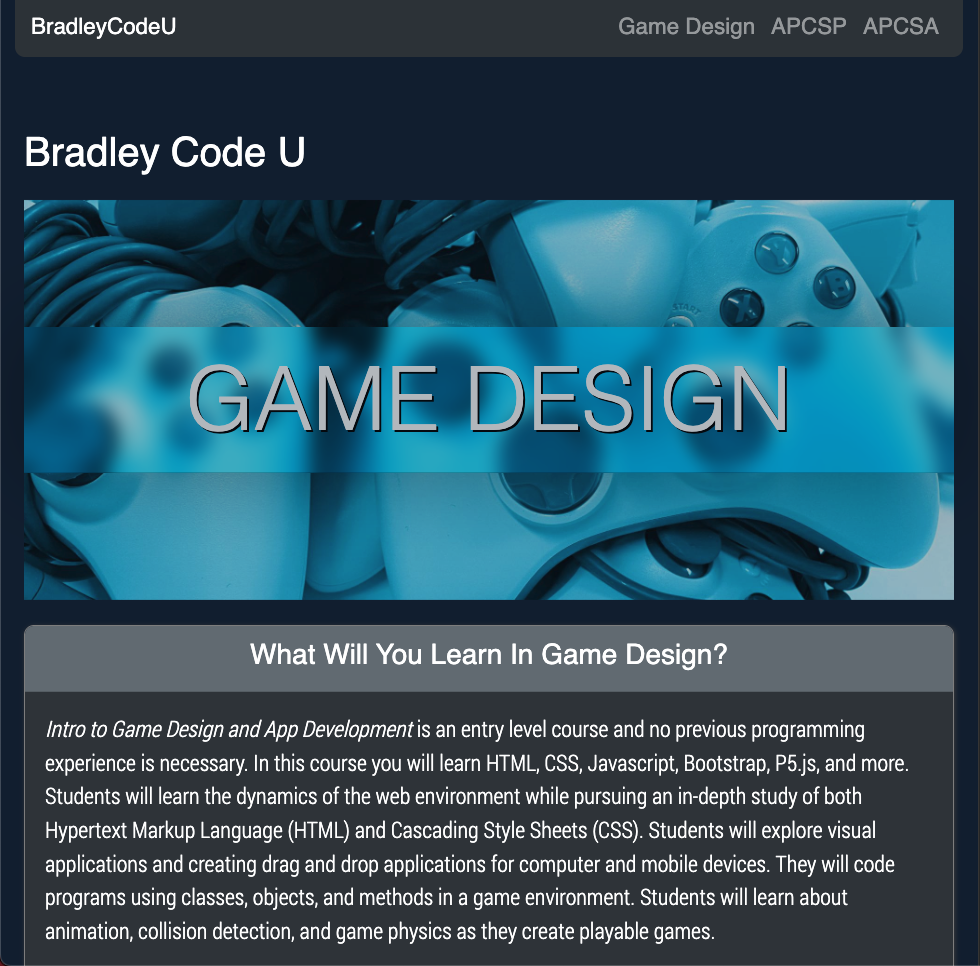 BradleyCodeU
Game Design APCSP APCSA
Bradley Code U
START
X
B
GAME DESIGN
What Will You Learn In Game Design?
Intro to Game Design and App Development is an entry level course and no previous programming
experience is necessary. In this course you will learn HTML, CSS, Javascript, Bootstrap, P5.js, and more.
Students will learn the dynamics of the web environment while pursuing an in-depth study of both
Hypertext Markup Language (HTML) and Cascading Style Sheets (CSS). Students will explore visual
applications and creating drag and drop applications for computer and mobile devices. They will code
programs using classes, objects, and methods in a game environment. Students will learn about
animation, collision detection, and game physics as they create playable games.